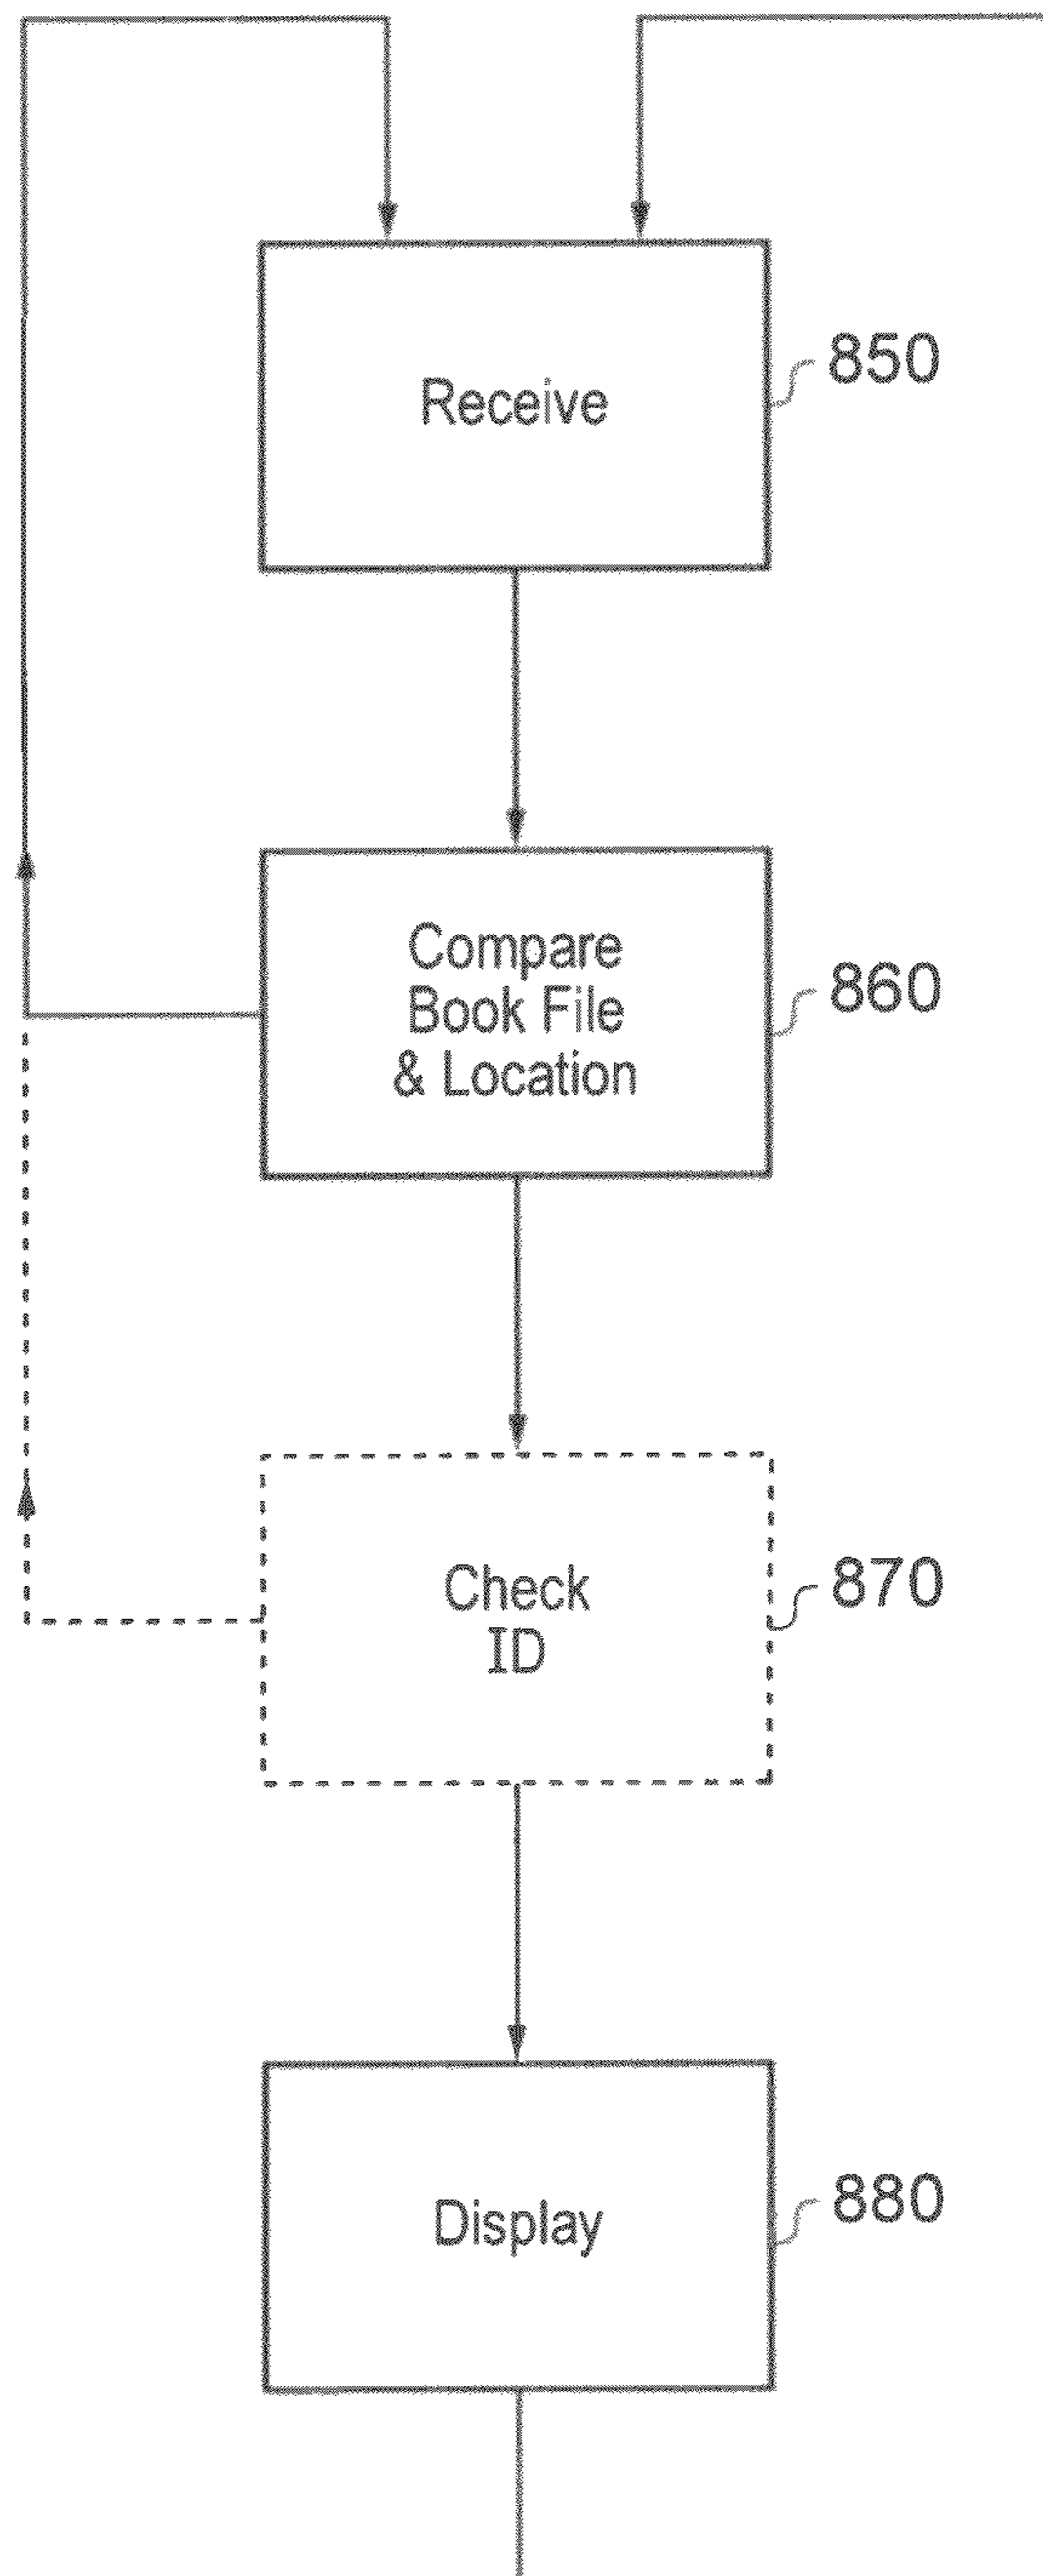 Receive
850
Compare
Book File
& Location
860
Check
ID
870
Display
880